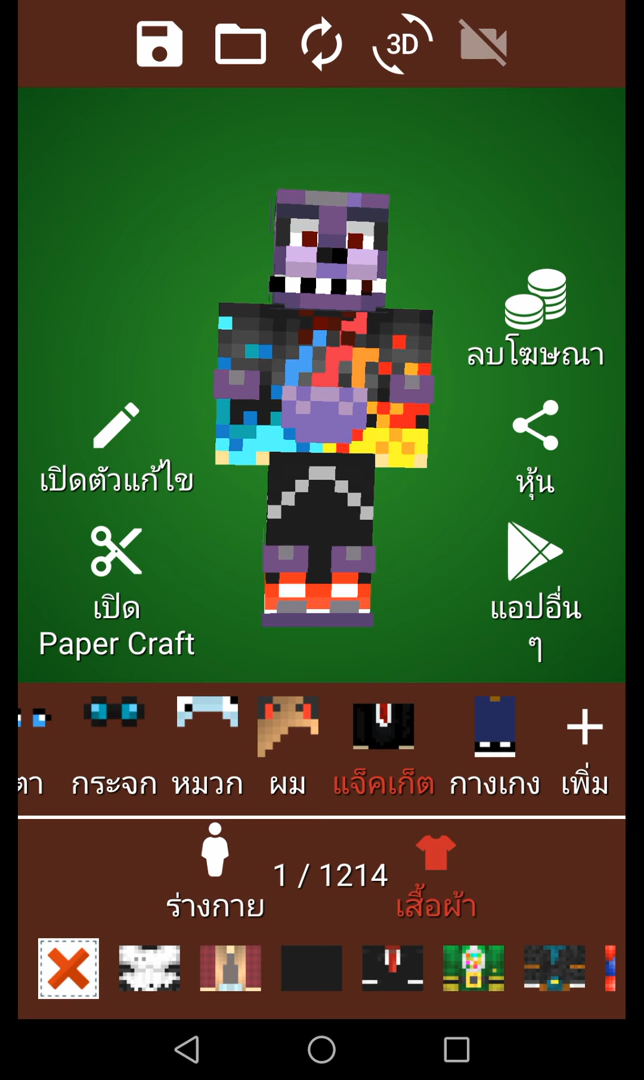 3D
ลบโฆษณา
เปิดตัวแก้ไข
หุ้น
เปิด
Paper Craft
แอปอื่น
ๆ
ตา
กระจก
หมวก
ผม
แจ็คเก็ต
กางเกง
เพิ่ม
1 / 1214
ร่างกาย
เสื้อผ้า